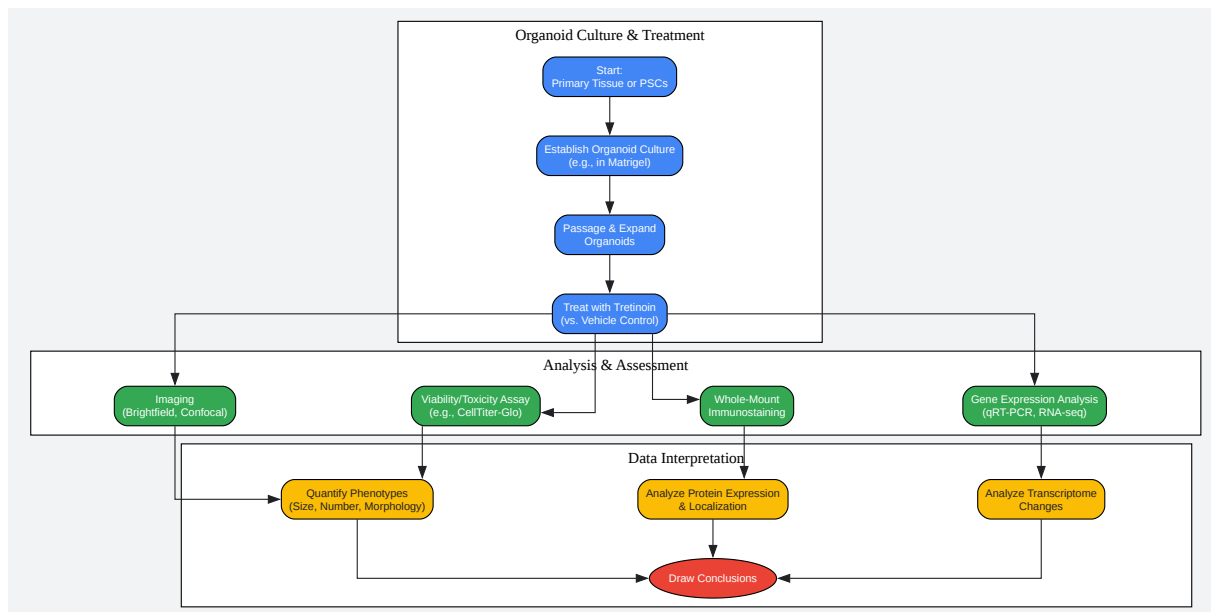 Organoid Culture & Treatment
Start:
Primary Tissue or PSCs
Establish Organoid Culture
(e.g., in Matrigel)
Passage & Expand
Organoids
Treat with Tretinoin
(vs. Vehicle Control)
Analysis & Assessment
Imaging
(Brightfield, Confocal)
Viability/Toxicity Assay
(e.g., CellTiter-Glo)
Whole-Mount
Immunostaining
Gene Expression Analysis
(qRT-PCR, RNA-seq)
Data Interpretation
Quantify Phenotypes
(Size, Number, Morphology)
Analyze Protein Expression
& Localization
Analyze Transcriptome
Changes
Draw Conclusions